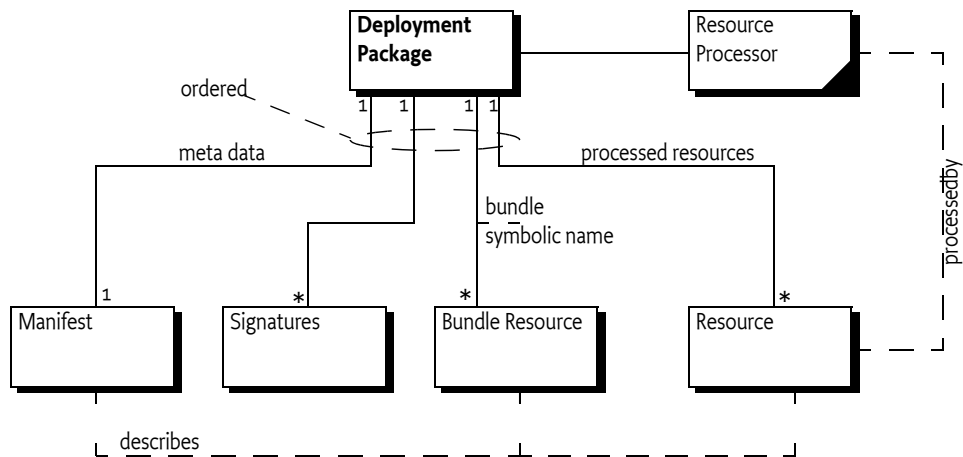 Deployment
Package
Resource
Processor
ordered
1
1
1
1
meta data
processed resources
processedby
bundle
symbolic name
1
*
*
*
Manifest
Signatures
Bundle Resource
Resource
describes